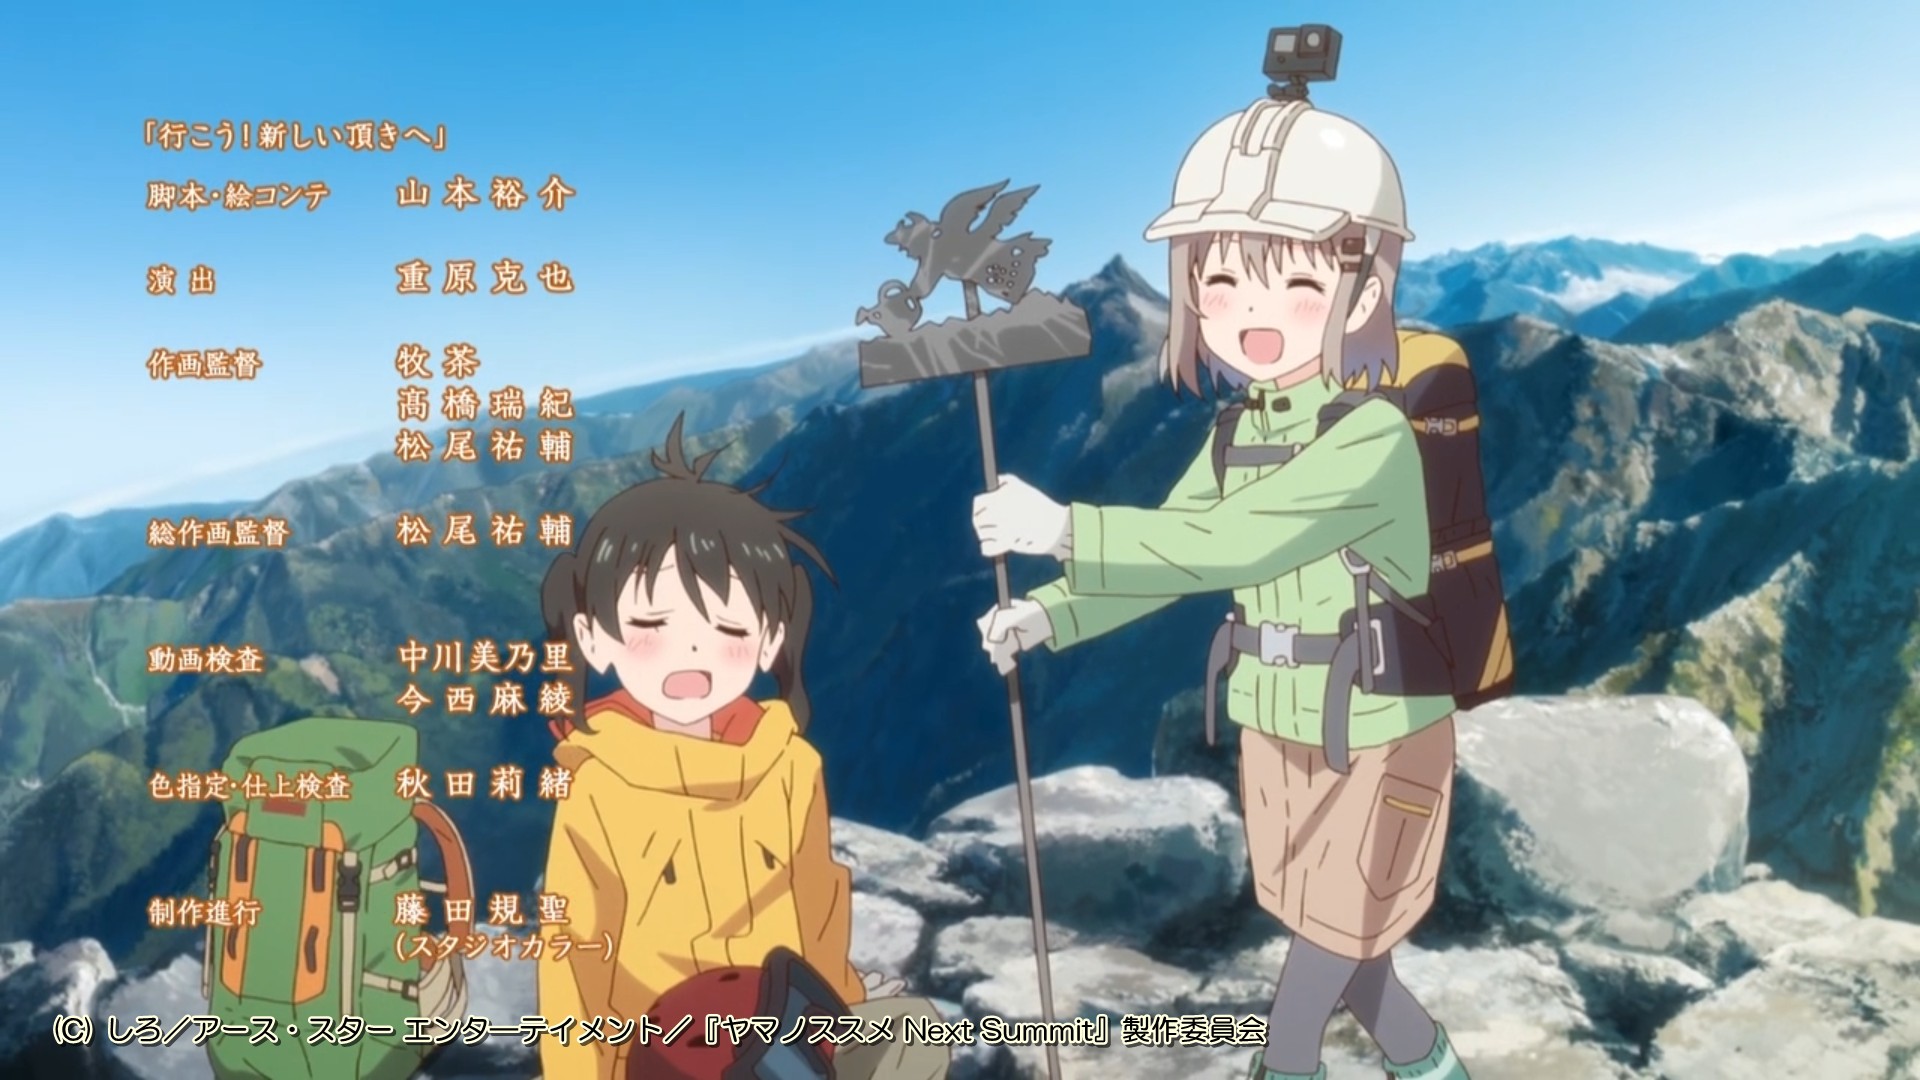 「行こう!新しい頂きへ」
脚本・絵コンテ 山本裕介
演出 重原克也
作画監督 牧茶
髙橋瑞紀
松尾祐輔
総作画監督 松尾祐輔
動画検査 中川美乃里
今西麻綾
色指定・仕上検査 秋田莉緒
制作進行 藤田規聖
(スタジオカラー)
(C) しろ／アース・スター エンターテイメント／『ヤマノススメ Next Summit』製作委員会